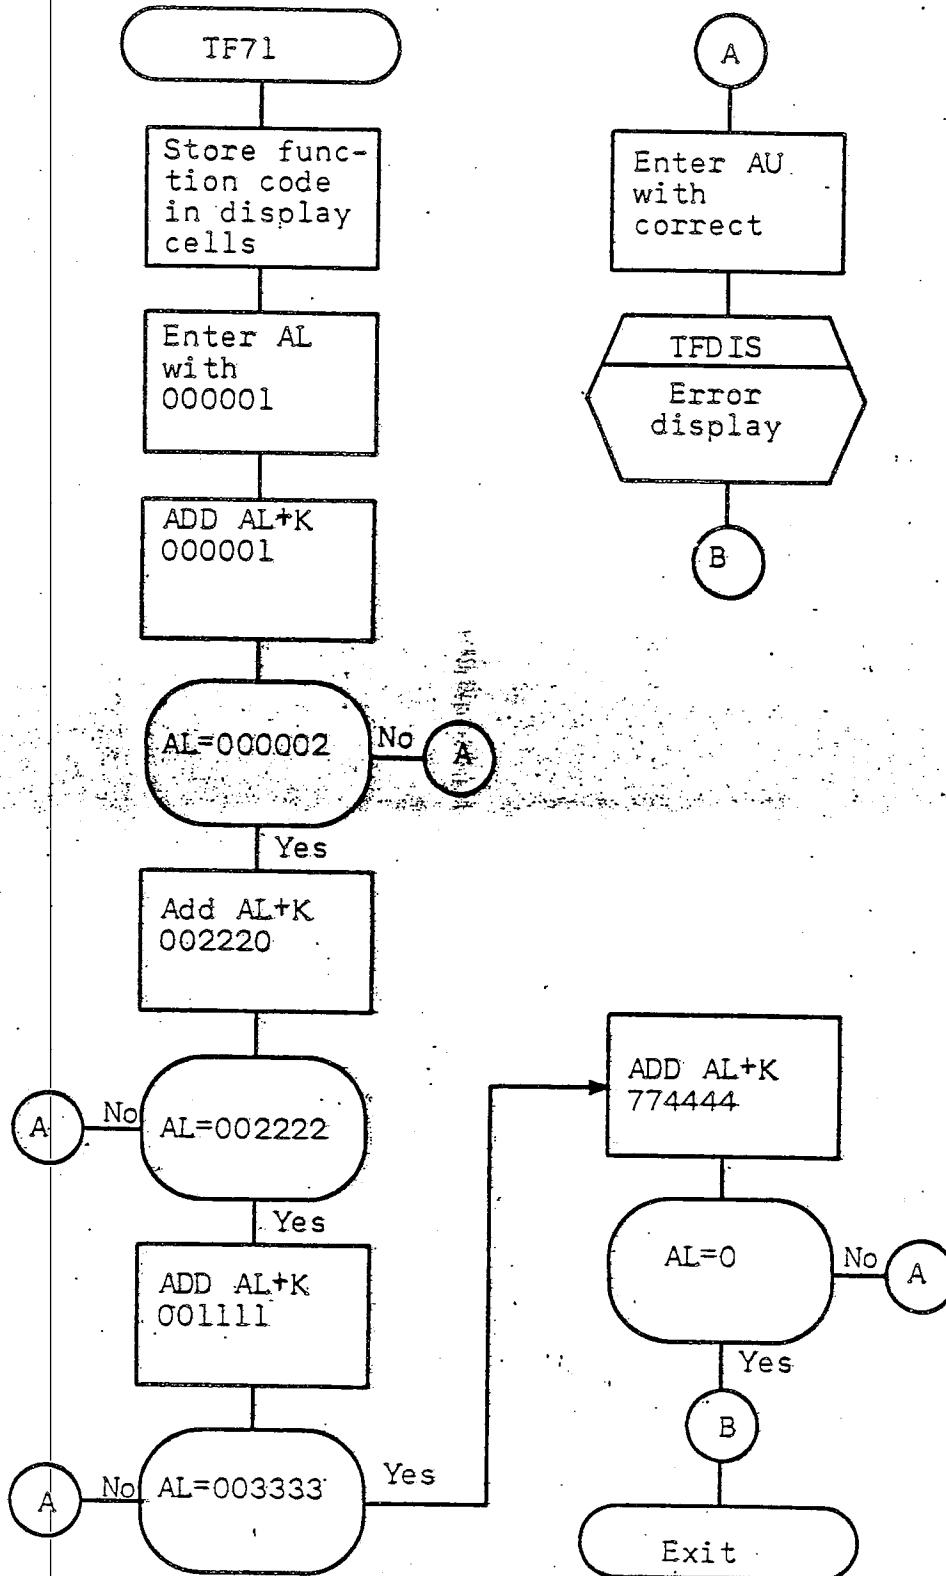 TF71
Store func-
tion code
in display
cells
Enter AL
with
000001
ADD AL+K
000001
AL=000002
No
A
Yes
Add AL+K
002220
A
No
AL=002222
Yes
ADD AL+K
001111
A
No
AL=003333
Yes
A
Enter AU
with
correct
TFDIS
Error
display
B
ADD AL+K
774444
AL=0
No
A
Yes
B
Exit